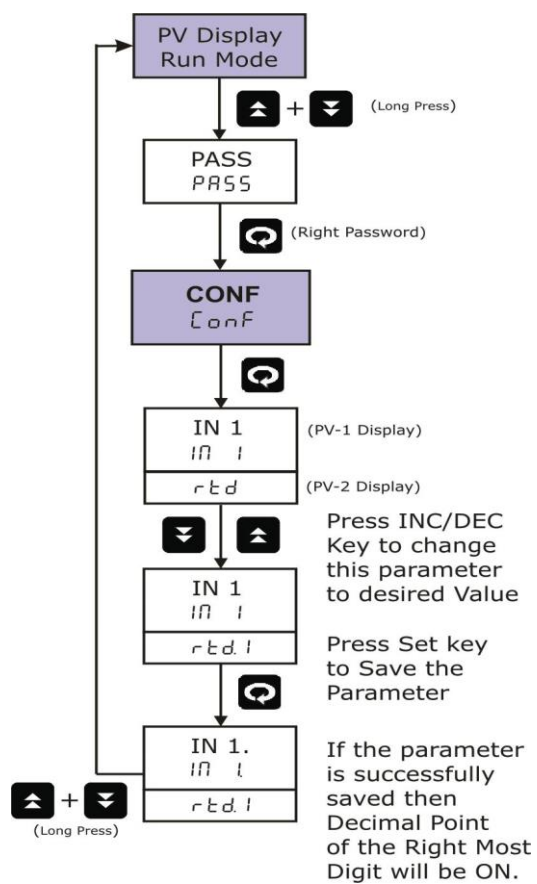 PV Display
Run Mode
+
(Long Press)
PASS
PASS
(Right Password)
CONF
ConF
IN 1
(PV-1 Display)
IN 1
rtd
(PV-2 Display)
Press INC/DEC
Key to change
this parameter
to desired Value
IN 1
IN 1
rtd.1
Press Set key
to Save the
Parameter
IN 1.
IN 1.
rtd.1
+
(Long Press)
If the parameter
is successfully
saved then
Decimal Point
of the Right Most
Digit will be ON.